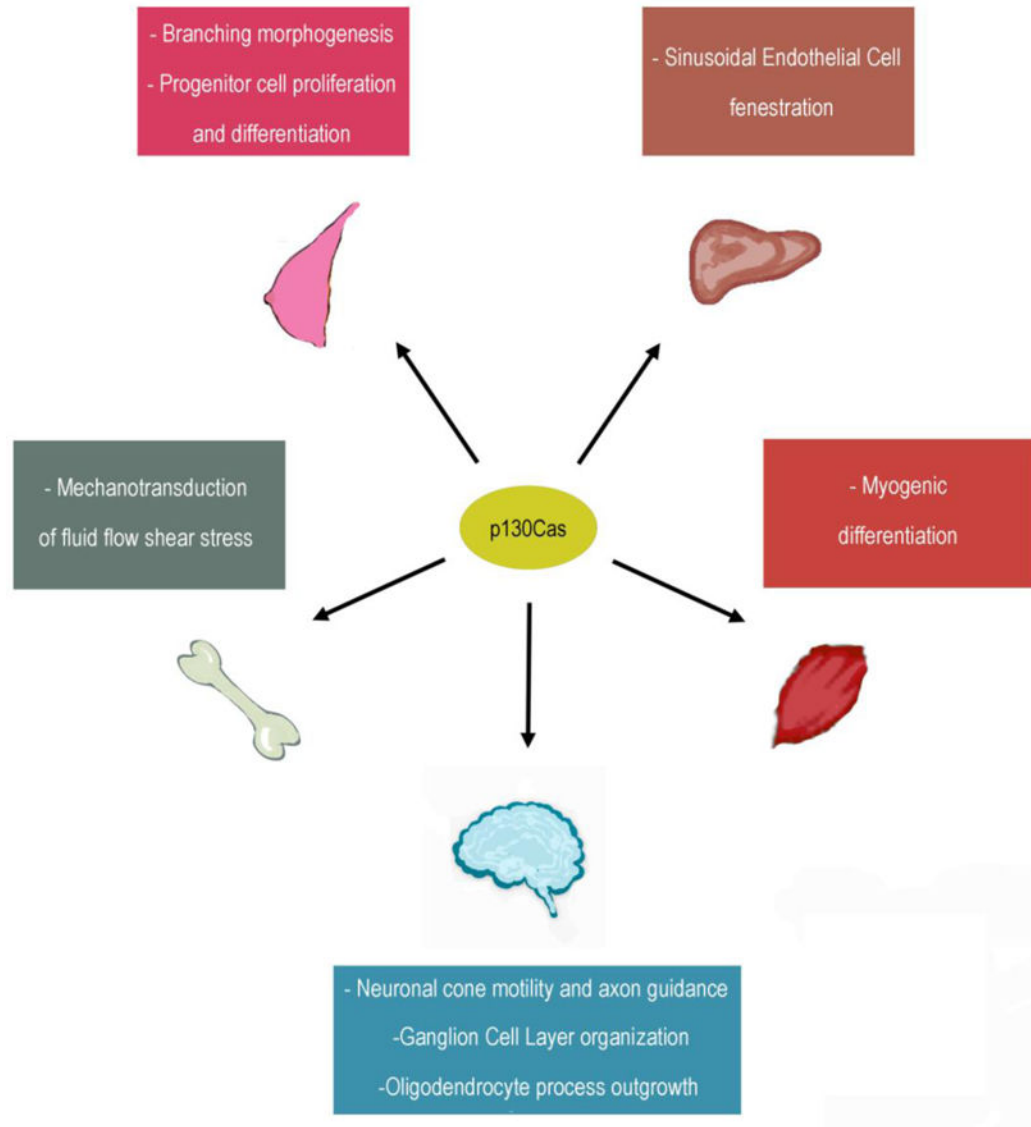 - Branching morphogenesis
- Progenitor cell proliferation
and differentiation
- Sinusoidal Endothelial Cell
fenestration
- Mechanotransduction
of fluid flow shear stress
p130Cas
- Myogenic
differentiation
- Neuronal cone motility and axon guidance
-Ganglion Cell Layer organization
-Oligodendrocyte process outgrowth